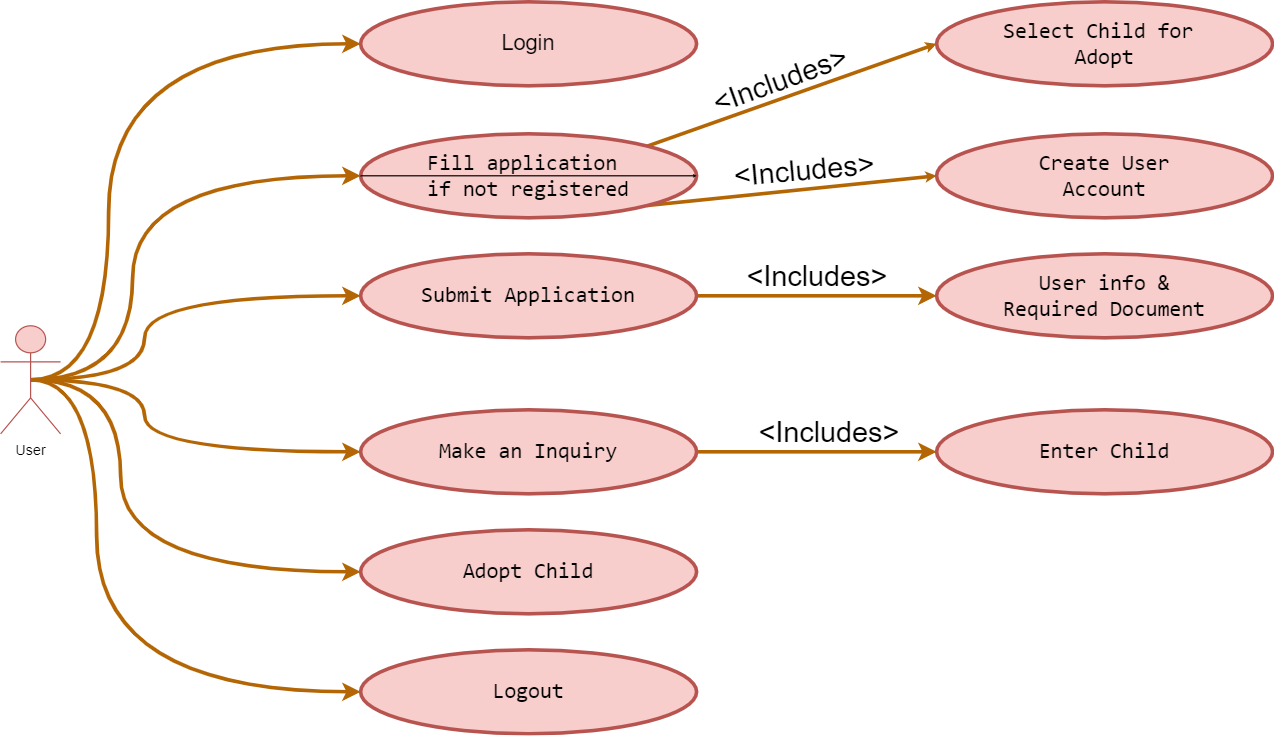 Login
Select Child for
Adopt
<Includes>
Fill application
if not registered
<Includes>
Create User
Account
Submit Application
<Includes>
User info &
Required Document
User
Make an Inquiry
<Includes>
Enter Child
Adopt Child
Logout